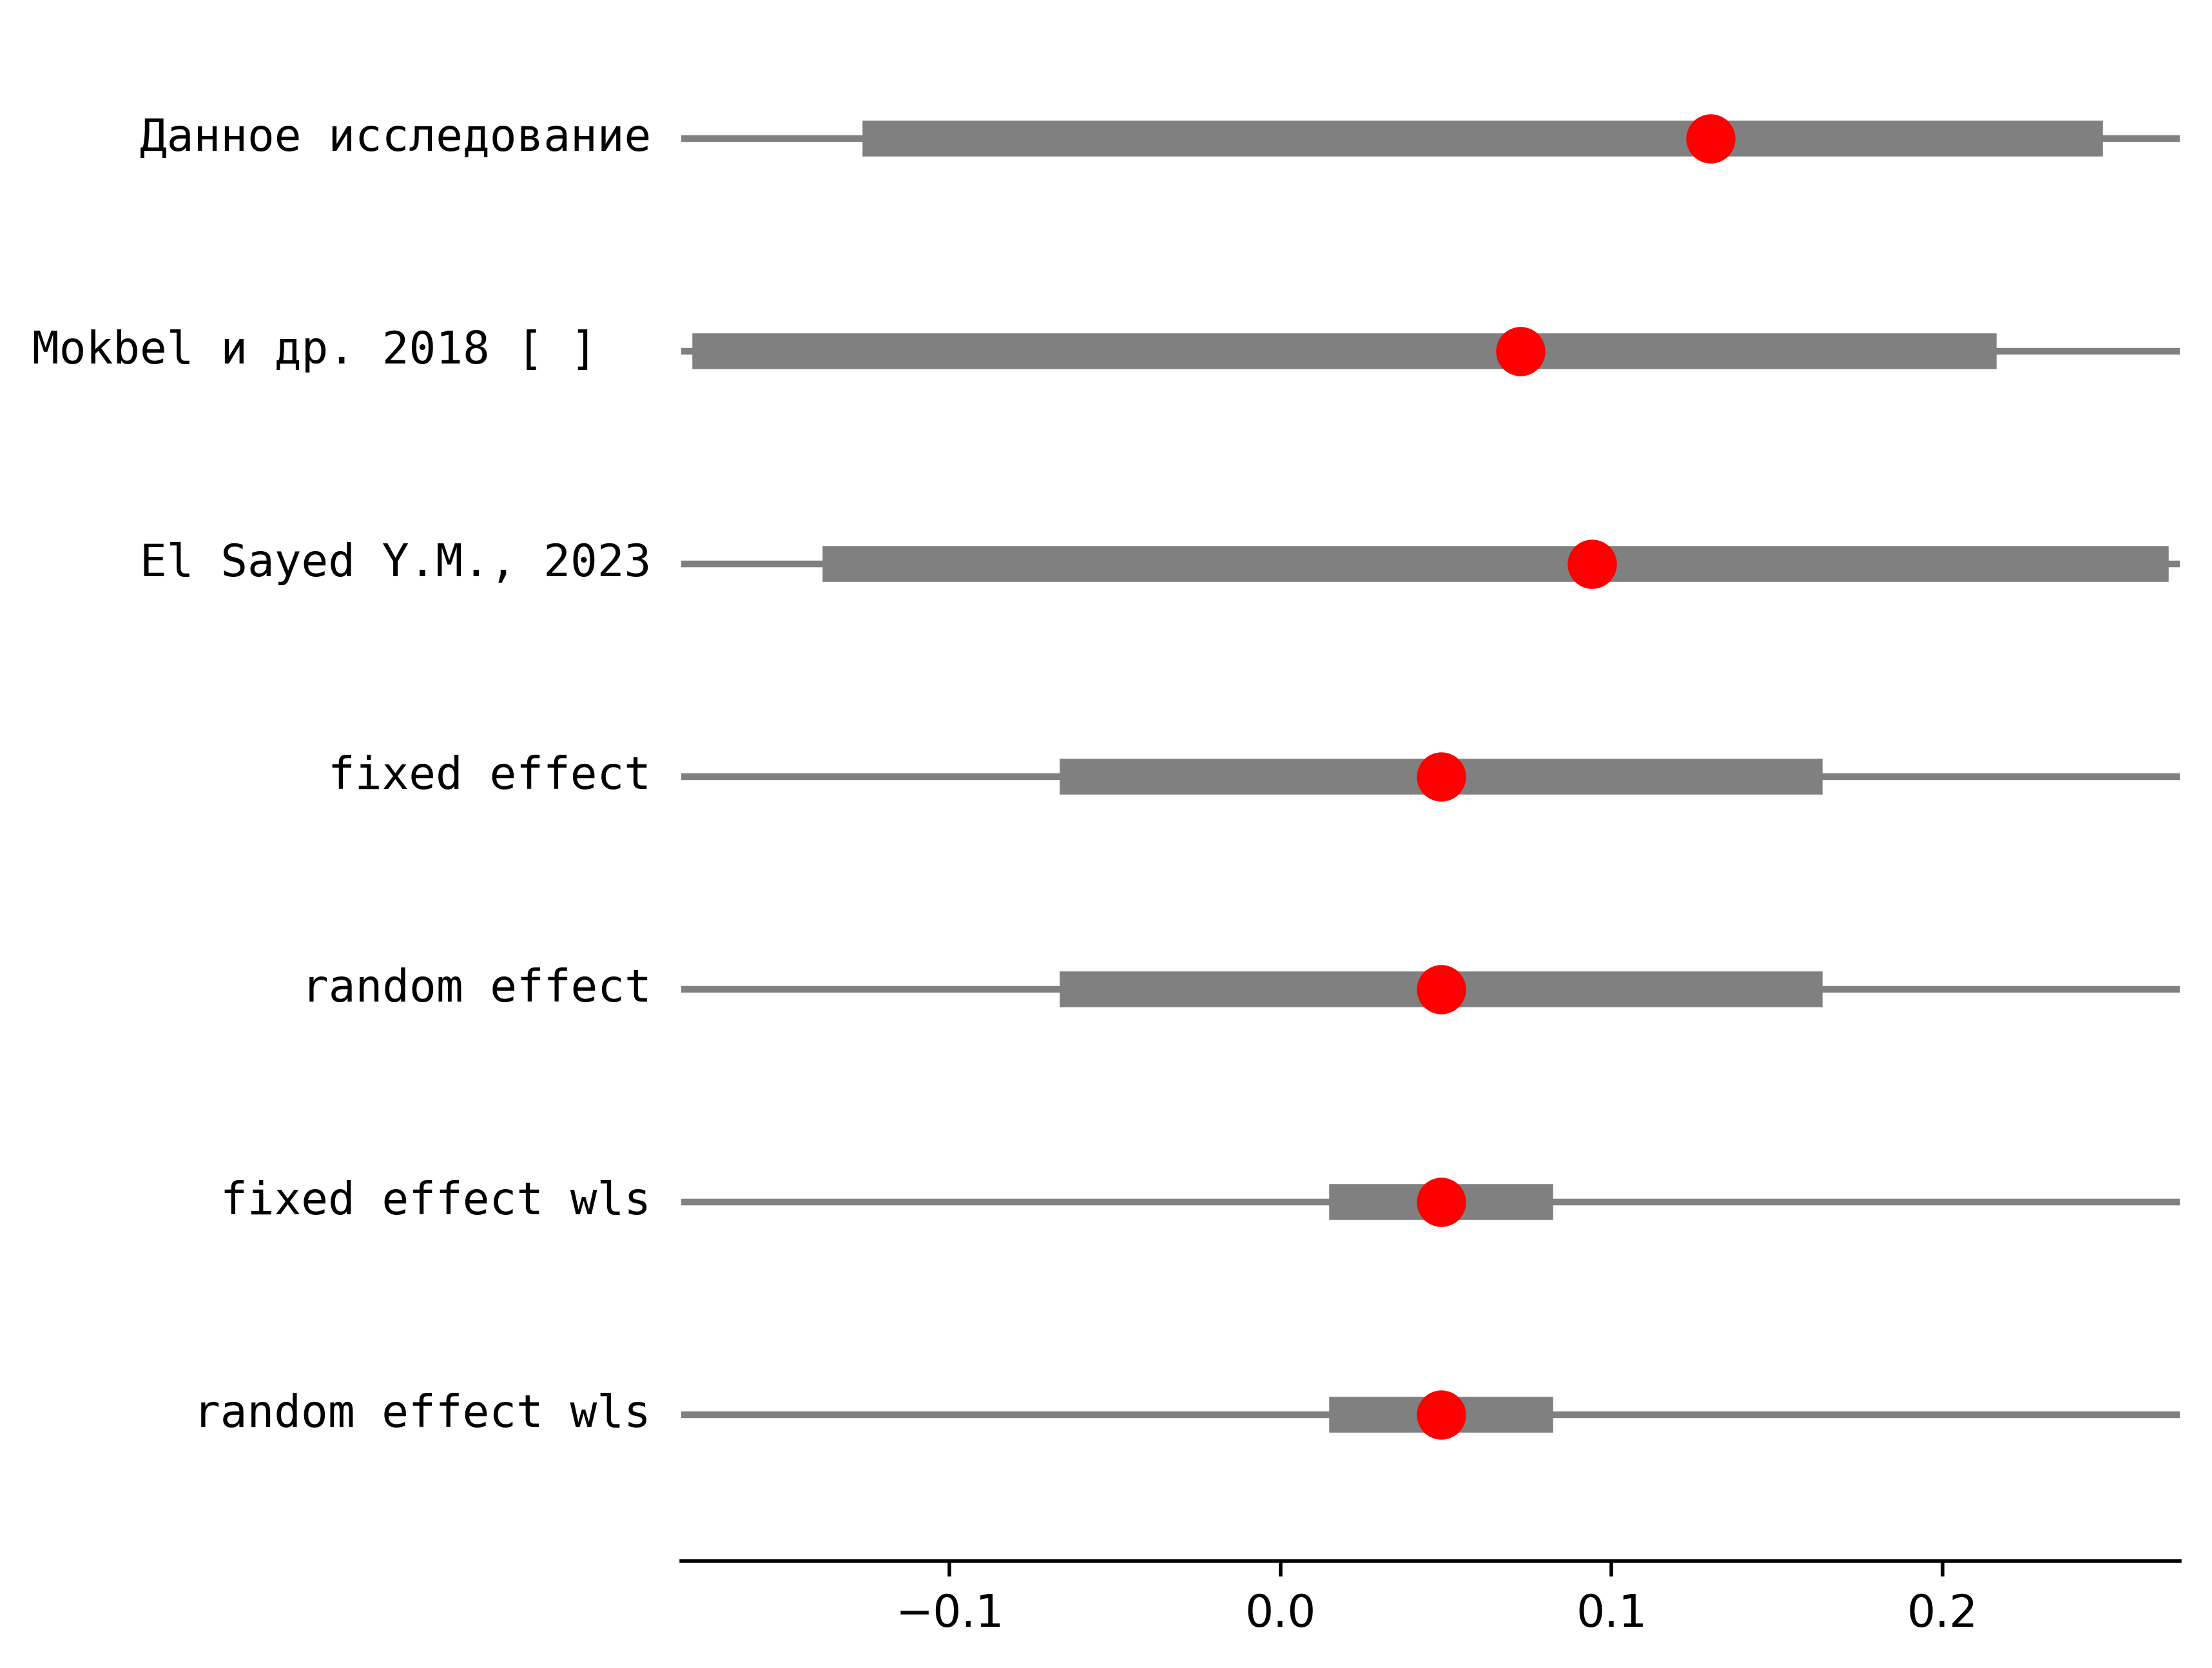 Данное исследование
Mokbel и др. 2018 [ ]
El Sayed Y.M., 2023
fixed effect
random effect
fixed effect wls
random effect wls
−0.1 0.0 0.1 0.2